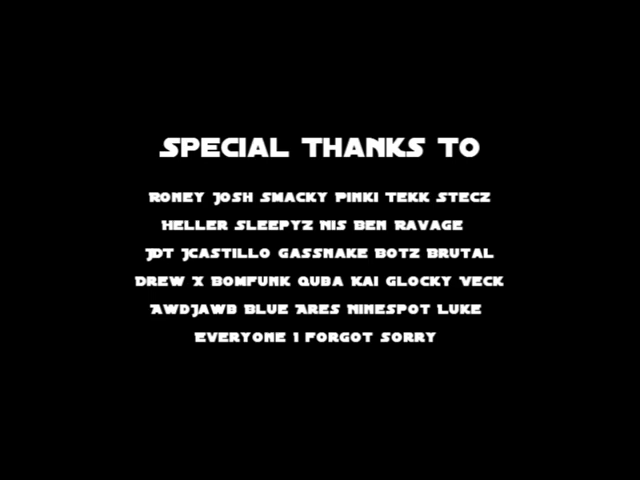 SPECIAL THANKS TO
RONEY JOSH SMACKY PINKI TEKK STECZ
HELLER SLEEPYZ NIS BEN RAVAGE
JDT JCASTILLO GASSNAKE BOTZ BRUTAL
DREW X BOMFUNK QUBA KAI GLOCKY VECK
AWDJAWB BLUE ARES NINESPOT LUKE
EVERYONE I FORGOT SORRY